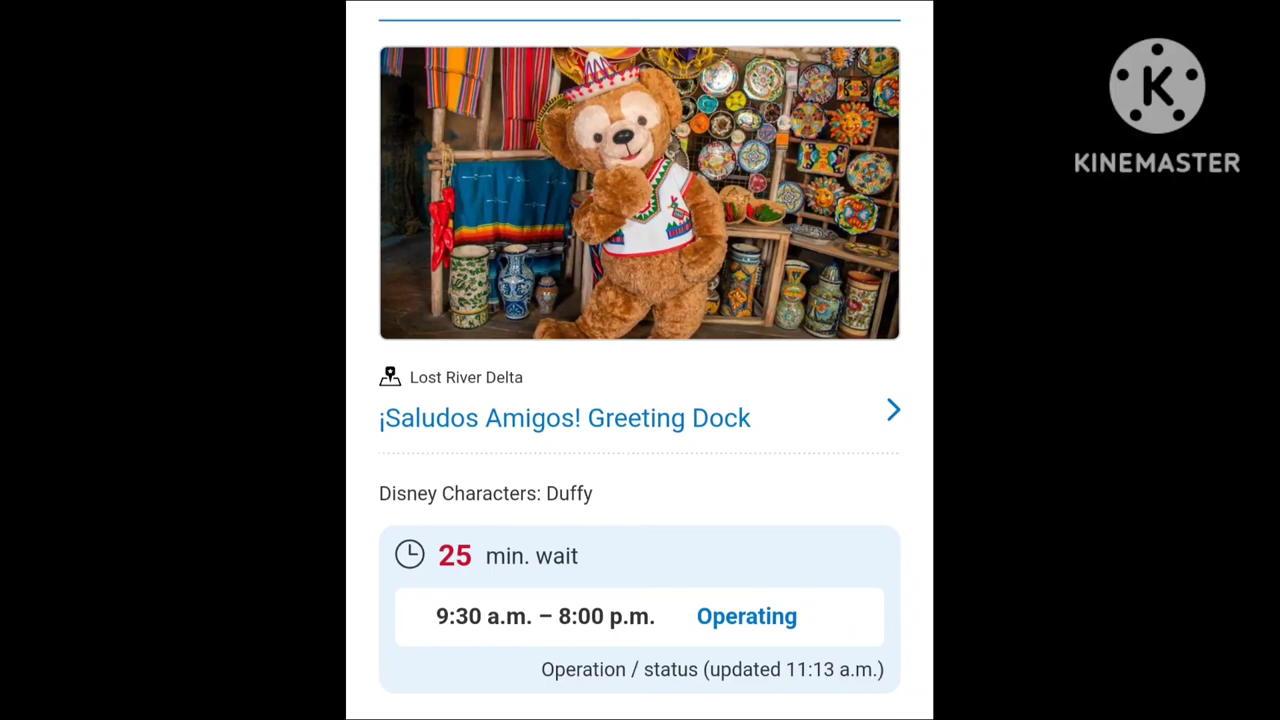 K
KINEMASTER
Lost River Delta
¡Saludos Amigos! Greeting Dock
Disney Characters: Duffy
25 min. wait
9:30 a.m. – 8:00 p.m. Operating
Operation / status (updated 11:13 a.m.)